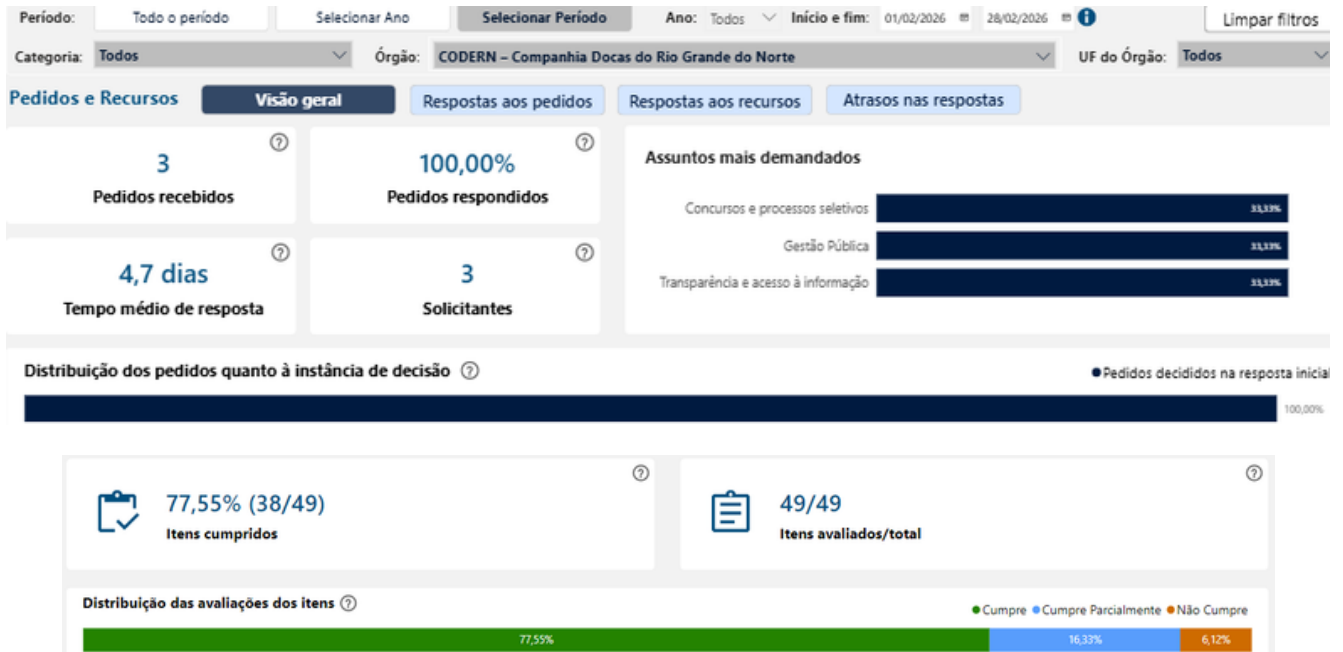 Período: Todo o período Selecionar Ano Selecionar Período Ano: Todos Início e fim: 01/02/2026 28/02/2026 Limpar filtros
Categoria: Todos Órgão: CODERN – Companhia Docas do Rio Grande do Norte UF do Órgão: Todos
Pedidos e Recursos Visão geral Respostas aos pedidos Respostas aos recursos Atrasos nas respostas
3
Pedidos recebidos
100,00%
Pedidos respondidos
4,7 dias
Tempo médio de resposta
3
Solicitantes
Assuntos mais demandados
Concursos e processos seletivos 33,33%
Gestão Pública 33,33%
Transparência e acesso à informação 33,33%
Distribuição dos pedidos quanto à instância de decisão
Pedidos decididos na resposta inicial
100,00%
77,55% (38/49)
Itens cumpridos
49/49
Itens avaliados/total
Distribuição das avaliações dos itens
Cumpre Cumpre Parcialmente Não Cumpre
77,55% 16,33% 6,12%